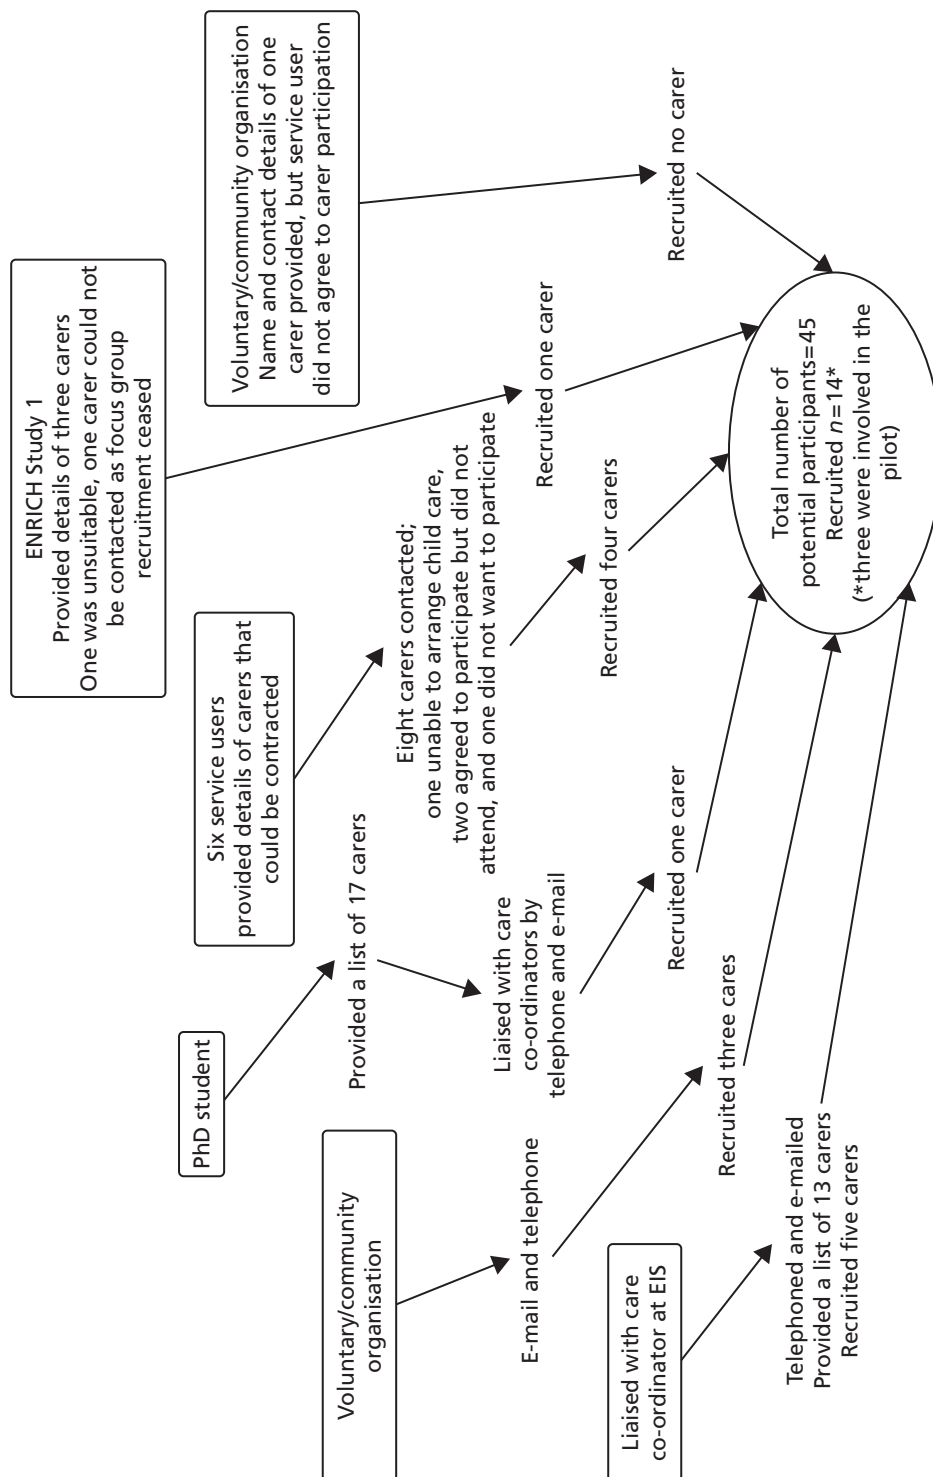 Liaised with care
co-ordinator at EIS
Telephoned and e-mailed
Provided a list of 13 carers
Recruited five carers
Voluntary/community
organisation
E-mail and telephone
Recruited three cares
PhD student
Provided a list of 17 carers
Liaised with care
co-ordinators by
telephone and e-mail
Recruited one carer
Six service users
provided details of carers that
could be contracted
Eight carers contacted;
one unable to arrange child care,
two agreed to participate but did not
attend, and one did not want to participate
Recruited four carers
ENRICH Study 1
Provided details of three carers
One was unsuitable, one carer could not
be contacted as focus group
recruitment ceased
Recruited one carer
Voluntary/community organisation
Name and contact details of one
carer provided, but service user
did not agree to carer participation
Recruited no carer
Total number of
potential participants=45
Recruited n=14*
(*three were involved in the
pilot)